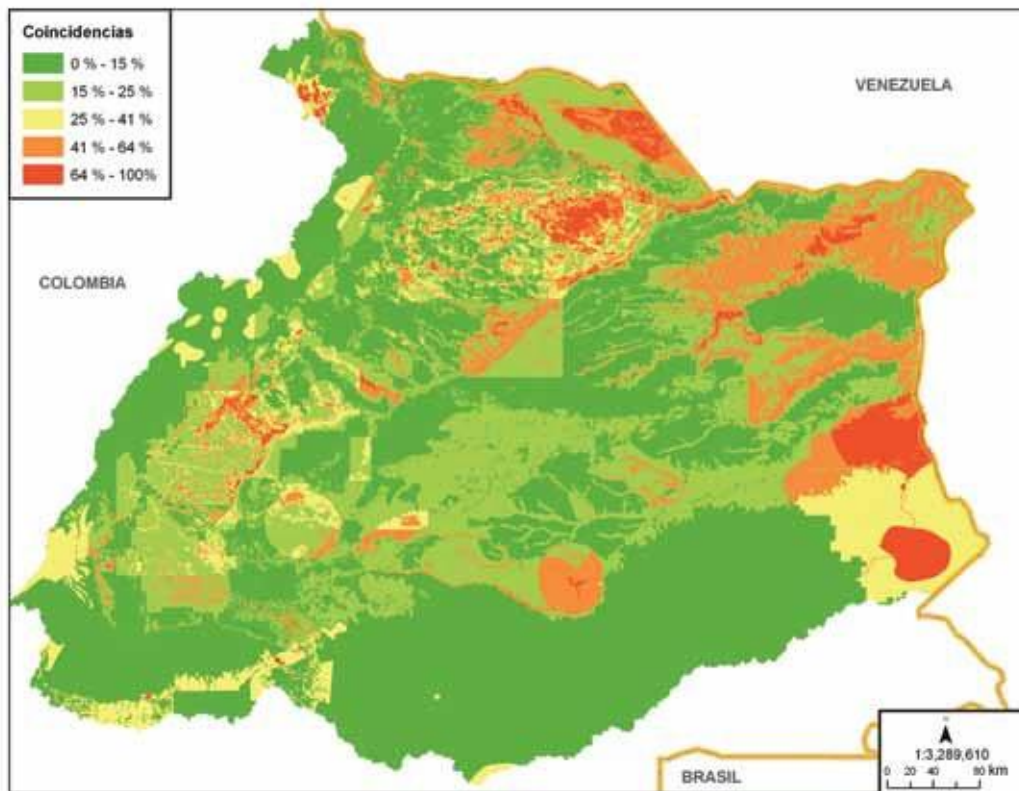 Coincidencias
0 % - 15 %
15 % - 25 %
25 % - 41 %
41 % - 64 %
64 % - 100%
VENEZUELA
COLOMBIA
BRASIL
1:3,289,610
0 20 40 80 km